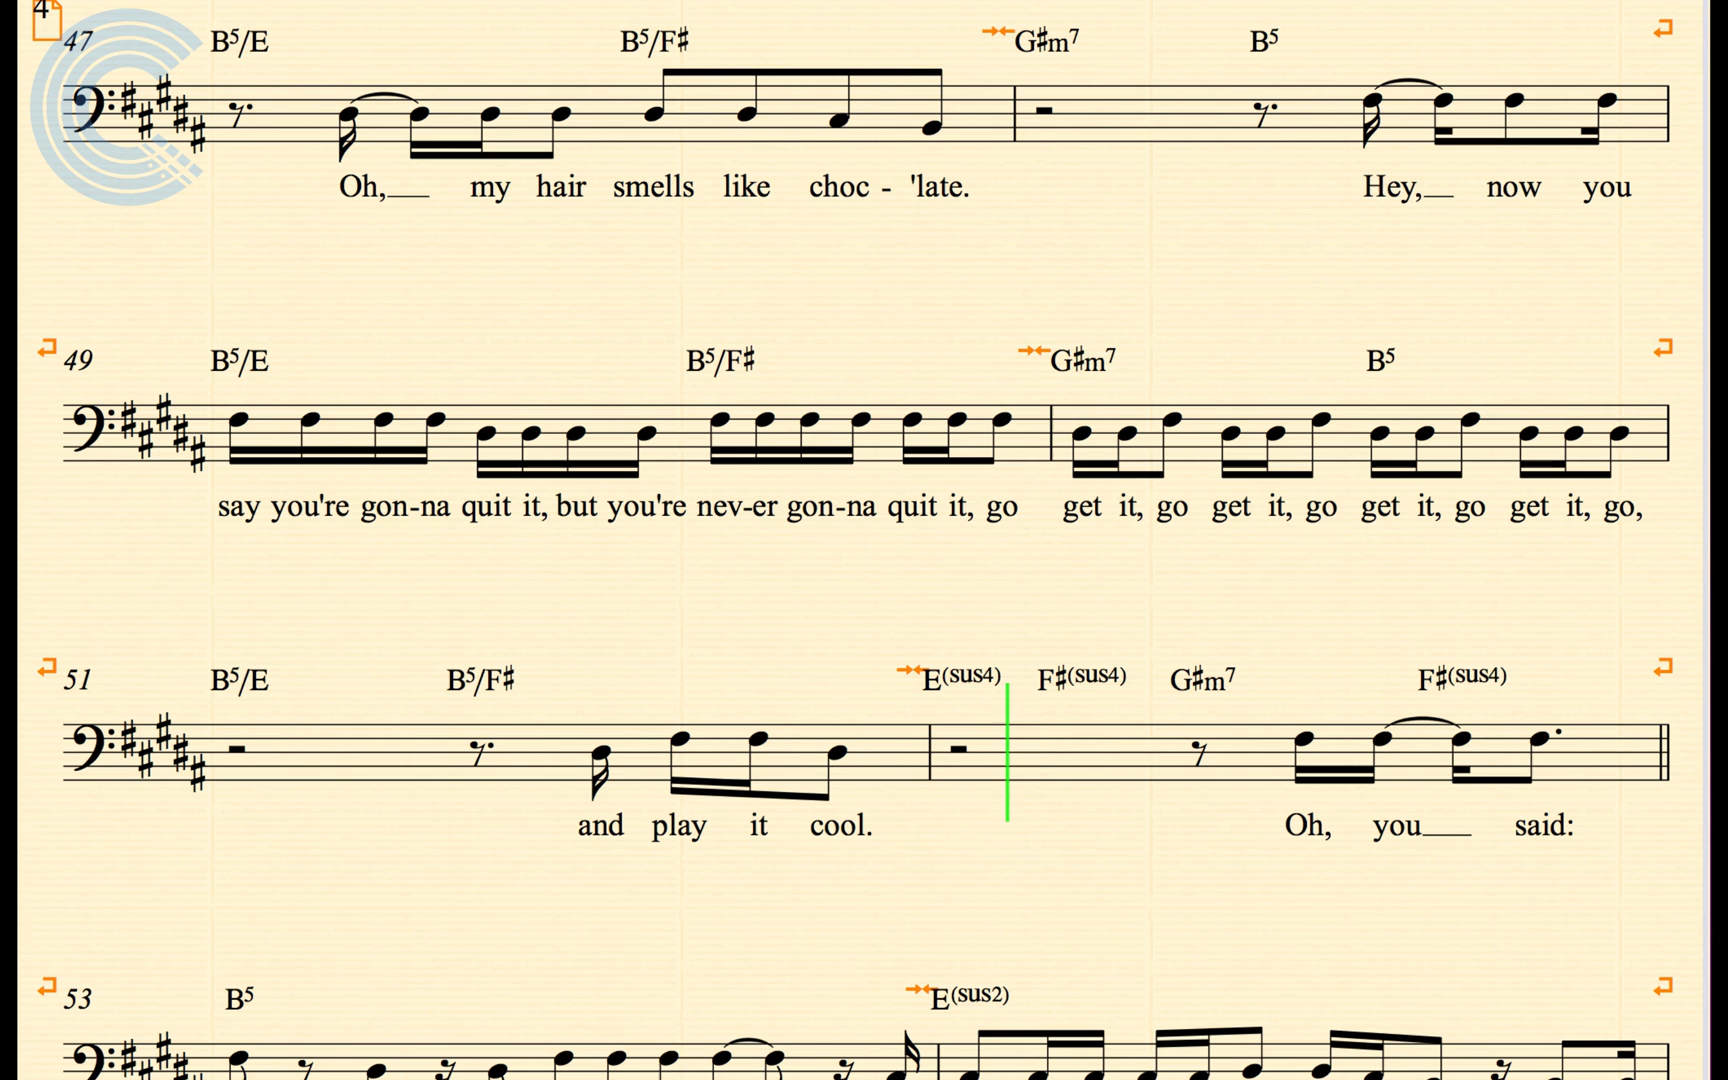 4
47 B5/E B5/F♯ G♯m7 B5
Oh, my hair smells like choc - 'late. Hey, now you
49 B5/E B5/F♯ G♯m7 B5
say you're gon-na quit it, but you're nev-er gon-na quit it, go get it, go get it, go get it, go get it, go,
51 B5/E B5/F♯ E(sus4) F♯(sus4) G♯m7 F♯(sus4)
and play it cool. Oh, you said:
53 B5 E(sus2)